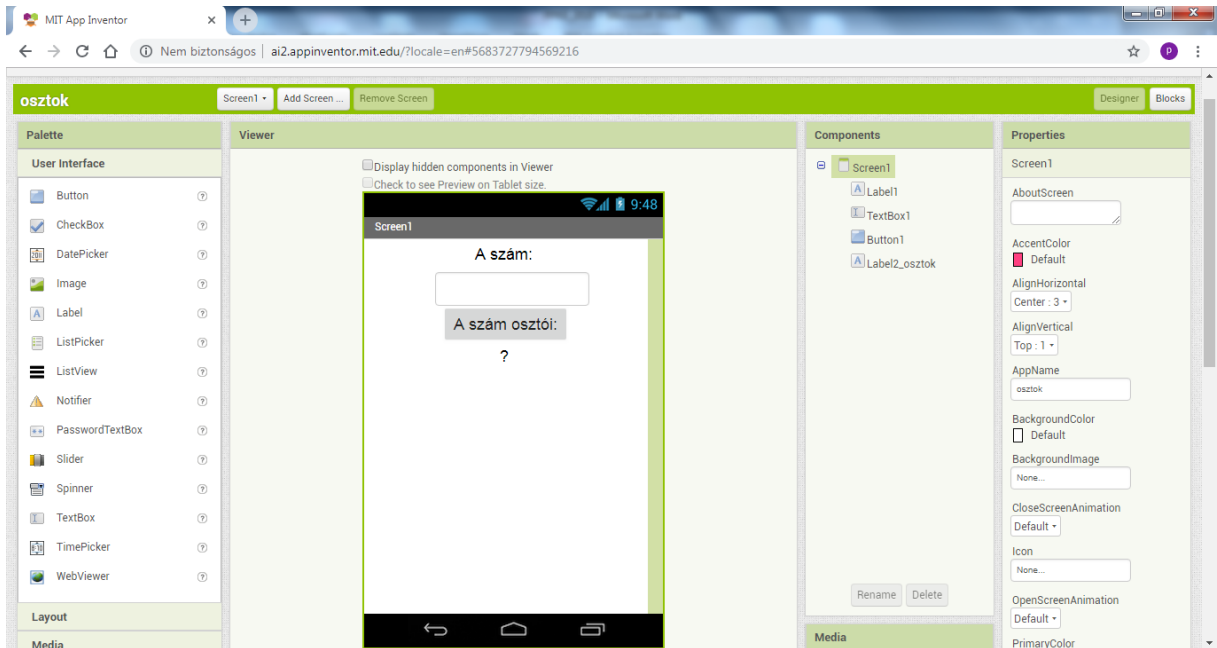 MIT App Inventor
Nem biztonságos | ai2.appinventor.mit.edu/?locale=en#5683727794569216
P
osztok
Screen1
Add Screen ...
Remove Screen
Designer
Blocks
Palette
User Interface
Button
CheckBox
DatePicker
Image
Label
ListPicker
ListView
Notifier
PasswordTextBox
Slider
Spinner
TextBox
TimePicker
WebViewer
Layout
Media
Viewer
Display hidden components in Viewer
Check to see Preview on Tablet size.
9:48
Screen1
A szám:
A szám osztói:
?
Components
Screen1
Label1
TextBox1
Button1
Label2_osztok
Rename
Delete
Media
Properties
Screen1
AboutScreen
AccentColor
Default
AlignHorizontal
Center : 3
AlignVertical
Top : 1
AppName
osztok
BackgroundColor
Default
BackgroundImage
None...
CloseScreenAnimation
Default
Icon
None...
OpenScreenAnimation
Default
PrimaryColor